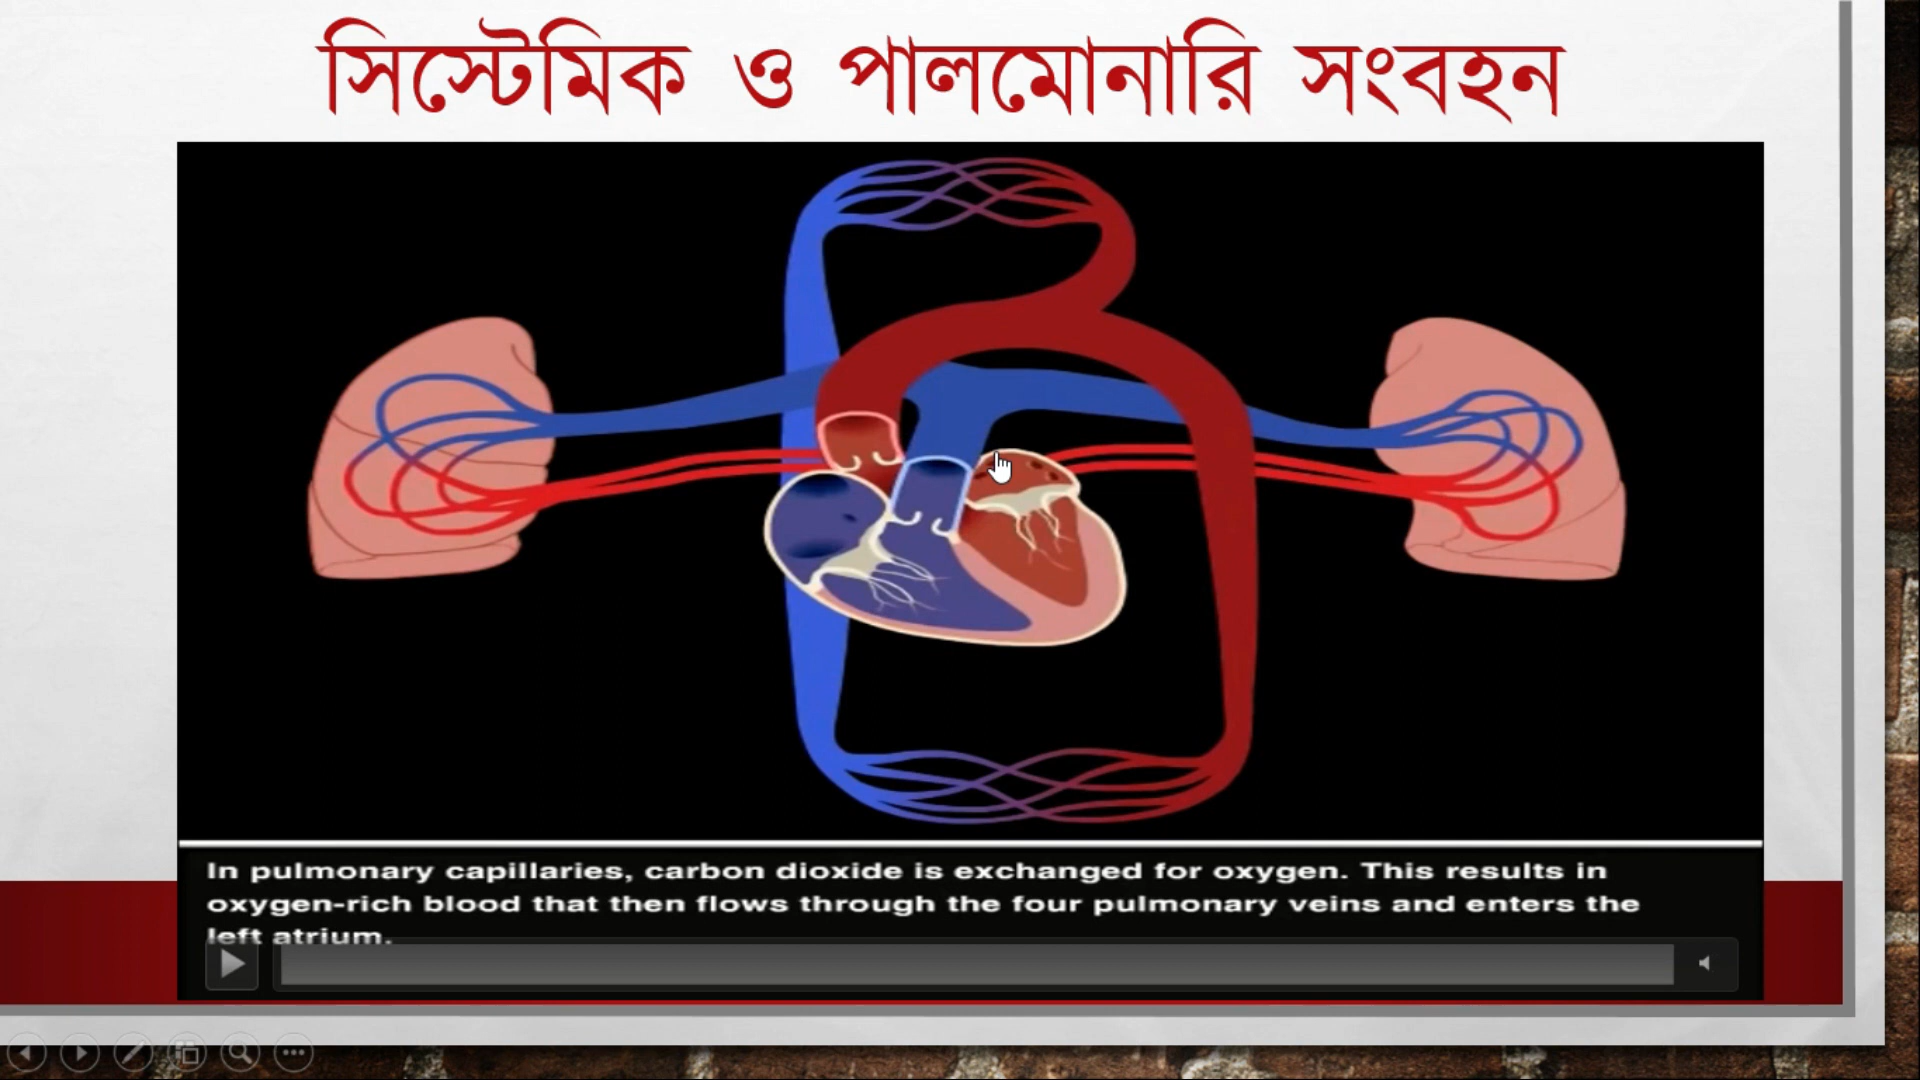 সিস্টেমিক ও পালমোনারি সংবহন
In pulmonary capillaries, carbon dioxide is exchanged for oxygen. This results in
oxygen-rich blood that then flows through the four pulmonary veins and enters the
left atrium.